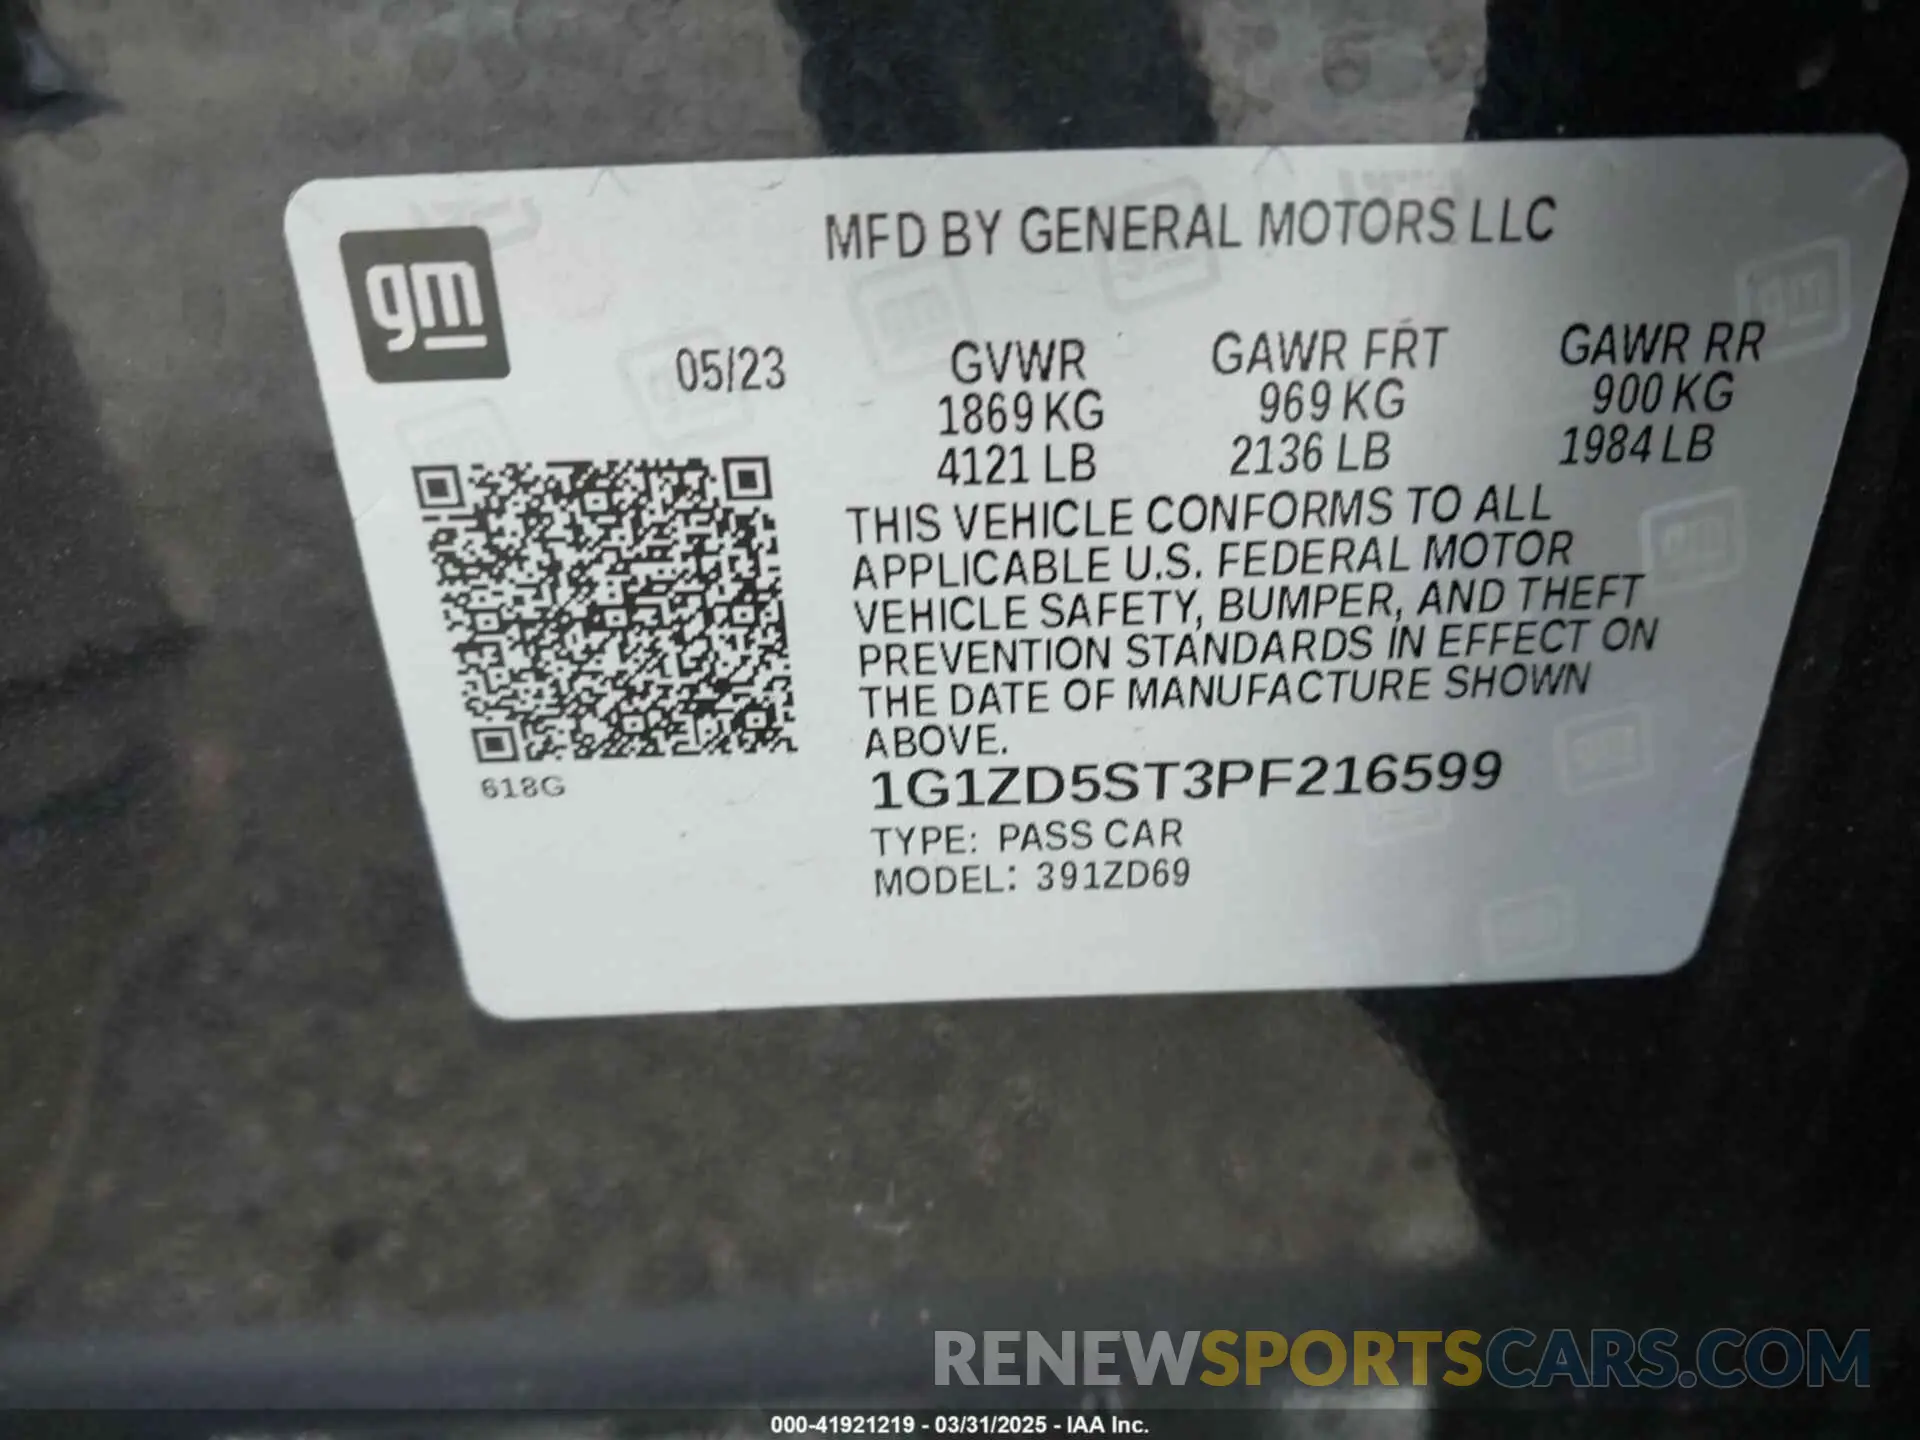 gm
MFD BY GENERAL MOTORS LLC
05/23
GVWR GAWR FRT GAWR RR
1869 KG 969 KG 900 KG
4121 LB 2136 LB 1984 LB
THIS VEHICLE CONFORMS TO ALL
APPLICABLE U.S. FEDERAL MOTOR
VEHICLE SAFETY, BUMPER, AND THEFT
PREVENTION STANDARDS IN EFFECT ON
THE DATE OF MANUFACTURE SHOWN
ABOVE.
618G
1G1ZD5ST3PF216599
TYPE: PASS CAR
MODEL: 391ZD69
RENEWSPORTSCARS.COM
000-41921219 - 03/31/2025 - IAA Inc.